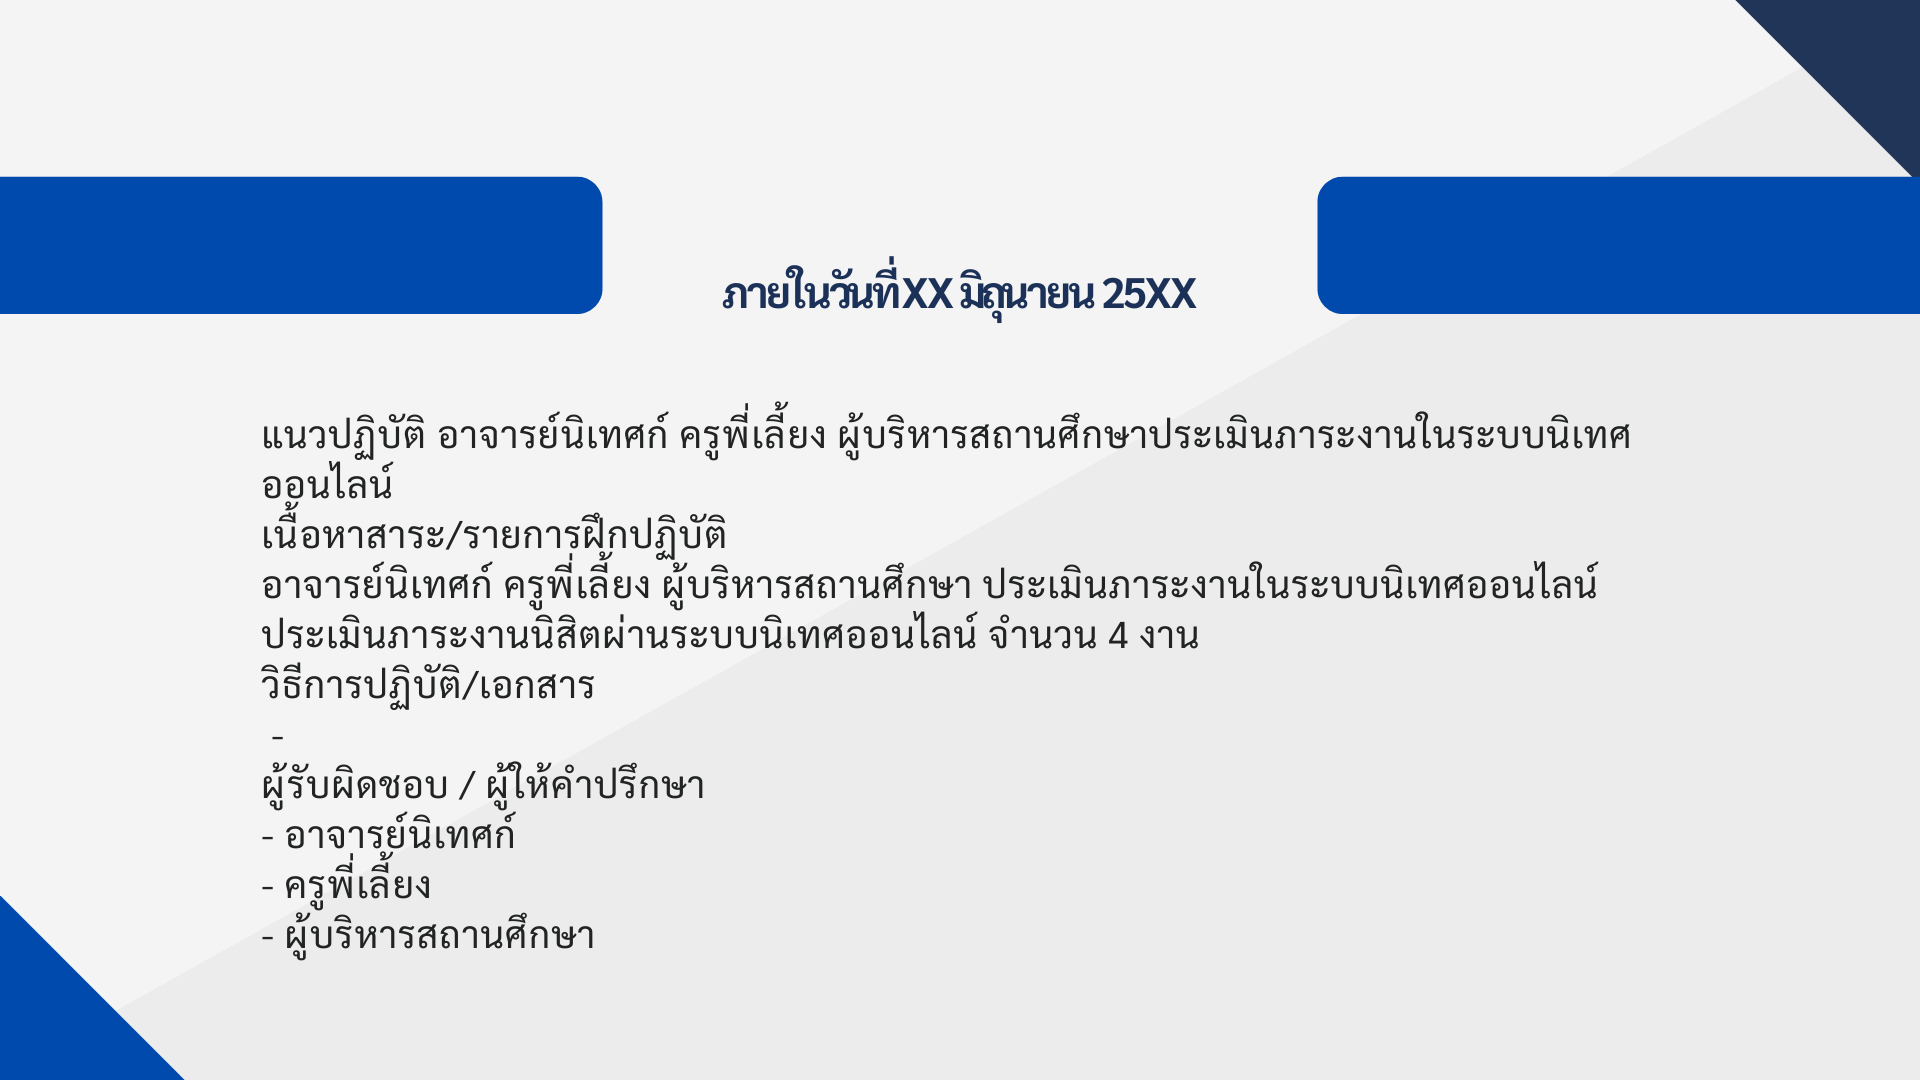 ภายในวันที่ XX มิถุนายน 25XX
แนวปฏิบัติ อาจารย์นิเทศก์ ครูพี่เลี้ยง ผู้บริหารสถานศึกษาประเมินภาระงานในระบบนิเทศ
ออนไลน์
เนื้อหาสาระ/รายการฝึกปฏิบัติ
อาจารย์นิเทศก์ ครูพี่เลี้ยง ผู้บริหารสถานศึกษา ประเมินภาระงานในระบบนิเทศออนไลน์
ประเมินภาระงานนิสิตผ่านระบบนิเทศออนไลน์ จำนวน 4 งาน
วิธีการปฏิบัติ/เอกสาร
-
ผู้รับผิดชอบ / ผู้ให้คำปรึกษา
- อาจารย์นิเทศก์
- ครูพี่เลี้ยง
- ผู้บริหารสถานศึกษา